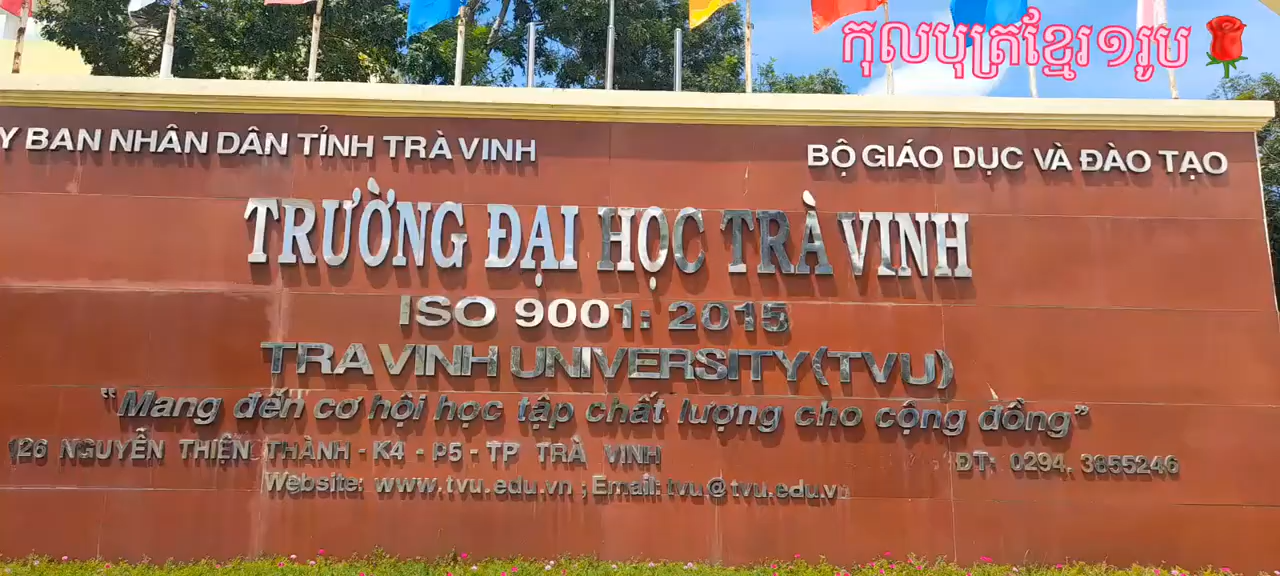 កុលបុត្រខ្មែរ១រូប
Y BAN NHÂN DÂN TỈNH TRÀ VINH
BỘ GIÁO DỤC VÀ ĐÀO TẠO
TRƯỜNG ĐẠI HỌC TRÀ VINH
ISO 9001: 2015
TRA VINH UNIVERSITY (TVU)
“Mang đến cơ hội học tập chất lượng cho cộng đồng”
126 NGUYỄN THIỆN THÀNH - K4 - P5 - TP TRÀ VINH
ĐT: 0294. 3855246
Website: www.tvu.edu.vn ; Email: tvu@tvu.edu.vn